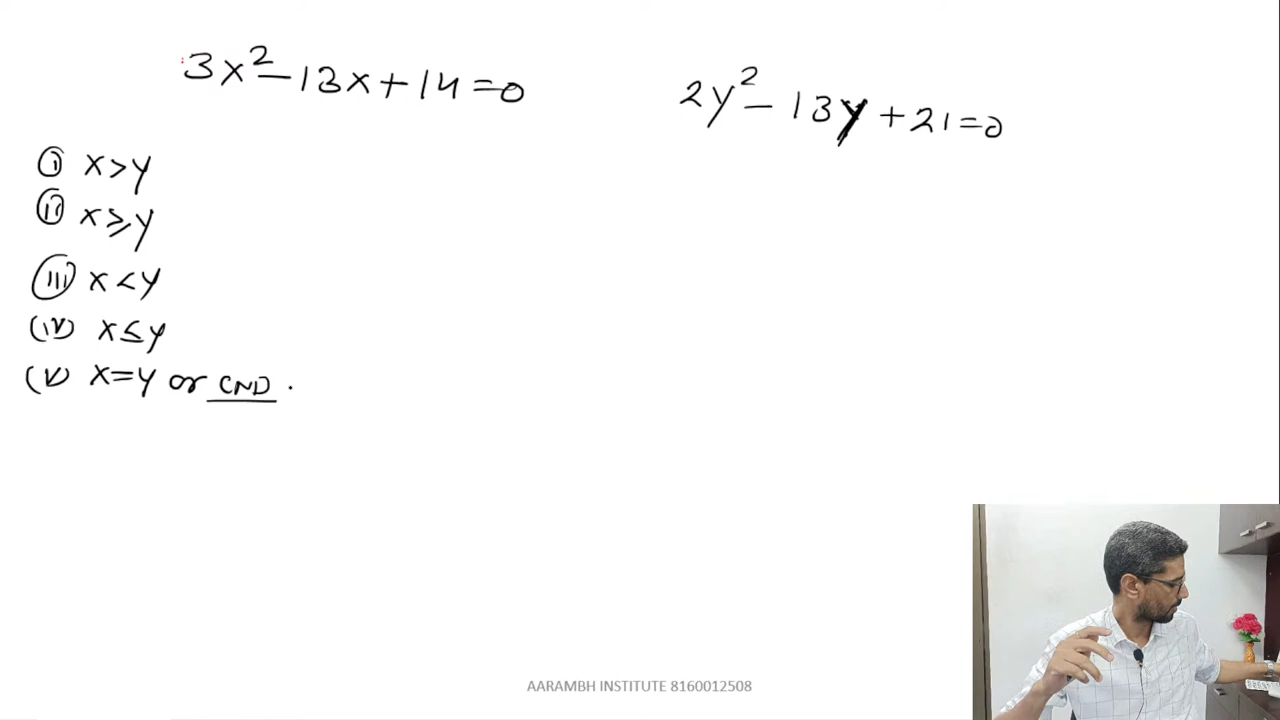 3x² - 13x + 14 = 0
2y² - 13y + 21 = 0
(i) x > y
(ii) x ≥ y
(iii) x < y
(iv) x ≤ y
(v) x = y or CND.
AARAMBH INSTITUTE 8160012508